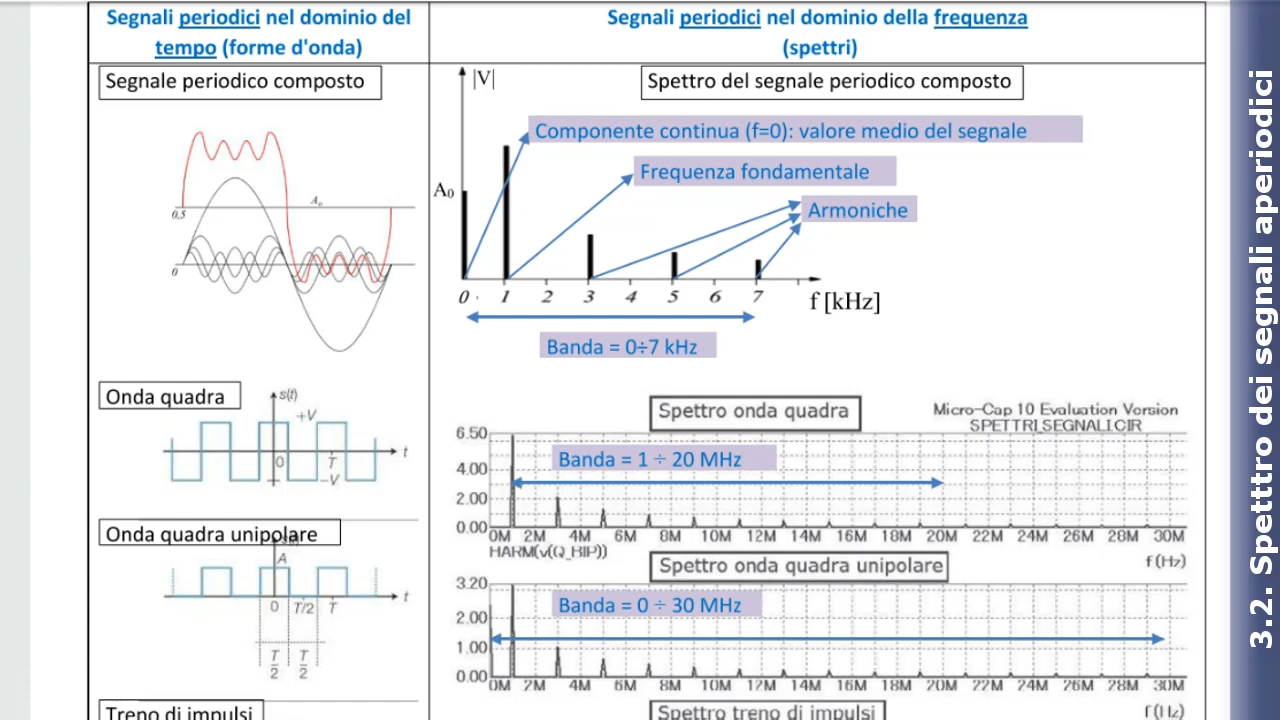 Segnali periodici nel dominio del
tempo (forme d'onda)
Segnali periodici nel dominio della frequenza
(spettri)
Segnale periodico composto
0,5
Aₒ
0
|V|
Spettro del segnale periodico composto
Componente continua (f=0): valore medio del segnale
Frequenza fondamentale
A₀
Armoniche
0 1 2 3 4 5 6 7
f [kHz]
Banda = 0÷7 kHz
Onda quadra
s(t)
+V
0 T t
-V
Spettro onda quadra
Micro-Cap 10 Evaluation Version
SPETTRI_SEGNALI.CIR
6.50
Banda = 1 ÷ 20 MHz
4.00
2.00
0.00
0M 2M 4M 6M 8M 10M 12M 14M 16M 18M 20M 22M 24M 26M 28M 30M
HARM(v(Q_BIP)) f(Hz)
Onda quadra unipolare
A
0 T/2 T t
T/2 T/2
Spettro onda quadra unipolare
3.20
Banda = 0 ÷ 30 MHz
2.00
1.00
0.00
0M 2M 4M 6M 8M 10M 12M 14M 16M 18M 20M 22M 24M 26M 28M 30M
f(Hz)
Treno di impulsi
Spettro treno di impulsi
3.2. Spetttro dei segnali aperiodici